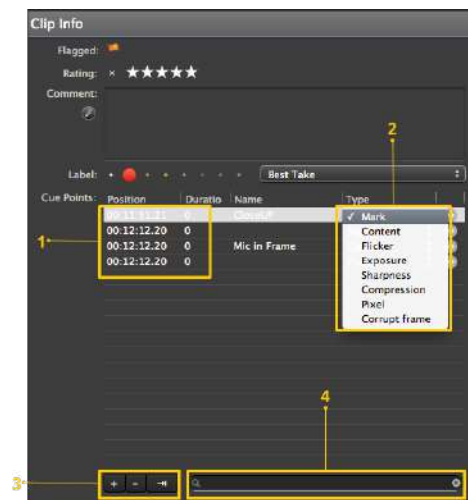 Clip Info
Flagged:
Rating: × ★★★★★
Comment:
2
Label: Best Take
Cue Points: Position Duratio Name Type
0 CloseUP ✓ Mark
1 00:12:12.20 0 Content
00:12:12.20 0 Mic in Frame Flicker
00:12:12.20 0 Exposure
Sharpness
Compression
Pixel
Corrupt frame
4
3 + -